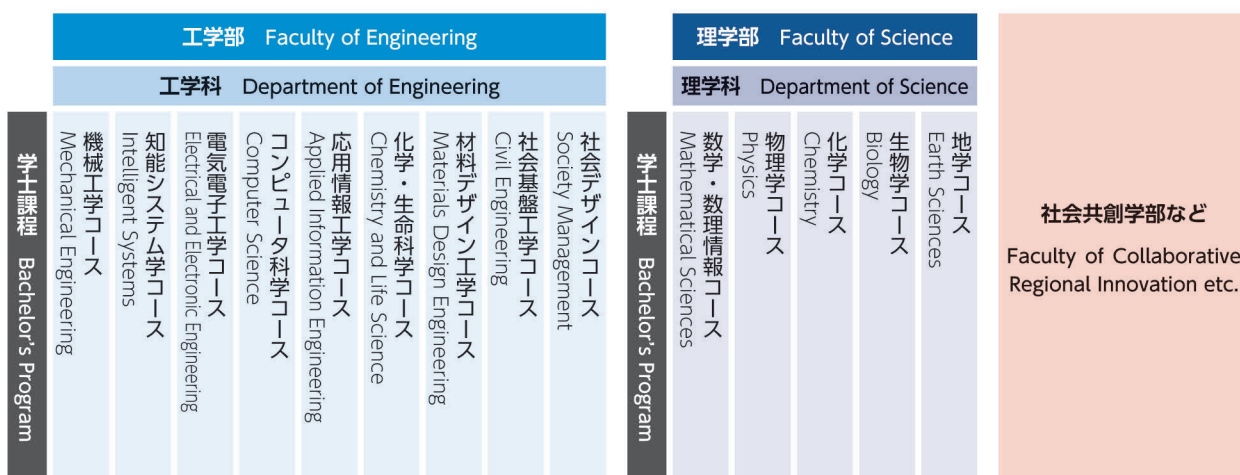 工学部 Faculty of Engineering
工学科 Department of Engineering
学士課程 Bachelor's Program
機械工学コース
Mechanical Engineering
知能システム学コース
Intelligent Systems
電気電子工学コース
Electrical and Electronic Engineering
コンピュータ科学コース
Computer Science
応用情報工学コース
Applied Information Engineering
化学・生命科学コース
Chemistry and Life Science
材料デザイン工学コース
Materials Design Engineering
社会基盤工学コース
Civil Engineering
社会デザインコース
Society Management
理学部 Faculty of Science
理学科 Department of Science
学士課程 Bachelor's Program
数学・数理情報コース
Mathematical Sciences
物理学コース
Physics
化学コース
Chemistry
生物学コース
Biology
地学コース
Earth Sciences
社会共創学部など
Faculty of Collaborative
Regional Innovation etc.